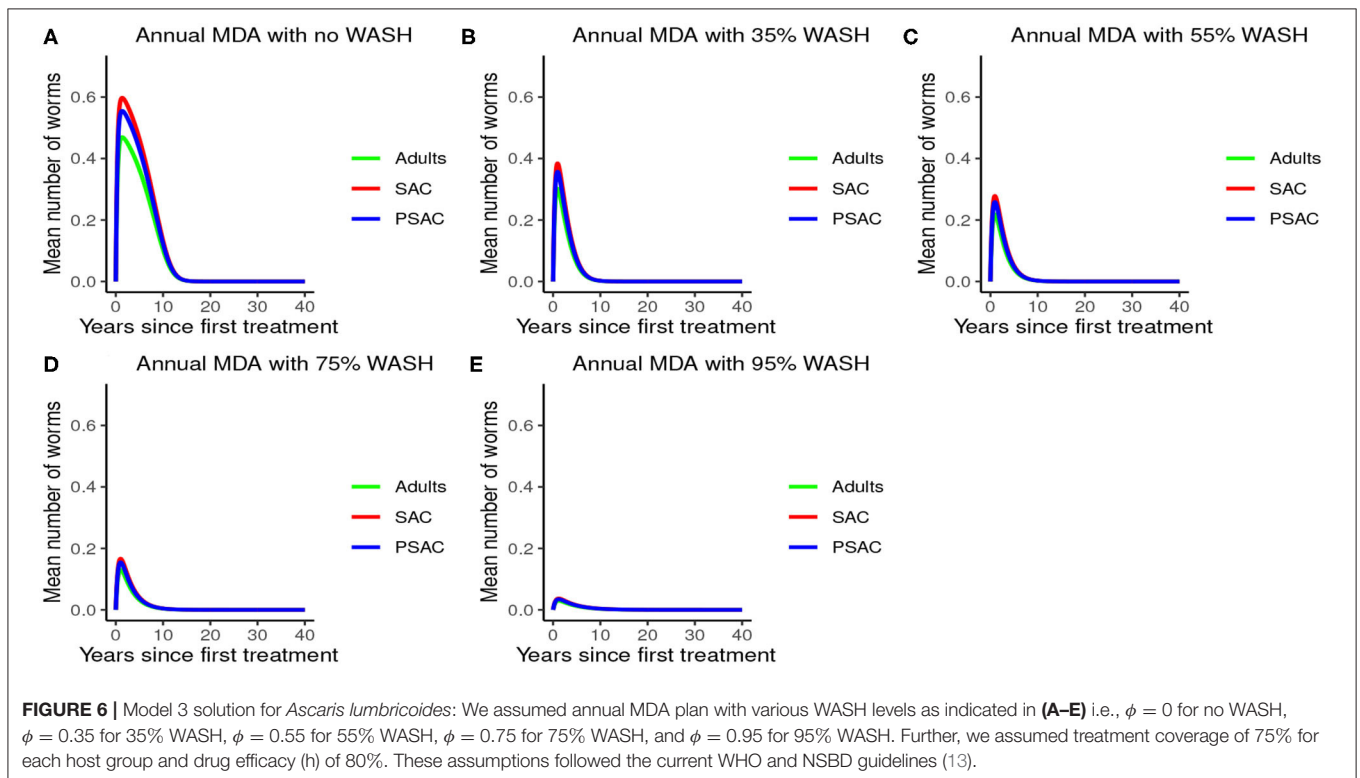 A Annual MDA with no WASH
Mean number of worms
0.6
0.4
0.2
0.0
0 10 20 30 40
Years since first treatment
Adults
SAC
PSAC
B Annual MDA with 35% WASH
Mean number of worms
0.6
0.4
0.2
0.0
0 10 20 30 40
Years since first treatment
Adults
SAC
PSAC
C Annual MDA with 55% WASH
Mean number of worms
0.6
0.4
0.2
0.0
0 10 20 30 40
Years since first treatment
Adults
SAC
PSAC
D Annual MDA with 75% WASH
Mean number of worms
0.6
0.4
0.2
0.0
0 10 20 30 40
Years since first treatment
Adults
SAC
PSAC
E Annual MDA with 95% WASH
Mean number of worms
0.6
0.4
0.2
0.0
0 10 20 30 40
Years since first treatment
Adults
SAC
PSAC
FIGURE 6 | Model 3 solution for Ascaris lumbricoides: We assumed annual MDA plan with various WASH levels as indicated in (A–E) i.e., ϕ = 0 for no WASH,
ϕ = 0.35 for 35% WASH, ϕ = 0.55 for 55% WASH, ϕ = 0.75 for 75% WASH, and ϕ = 0.95 for 95% WASH. Further, we assumed treatment coverage of 75% for
each host group and drug efficacy (h) of 80%. These assumptions followed the current WHO and NSBD guidelines (13).